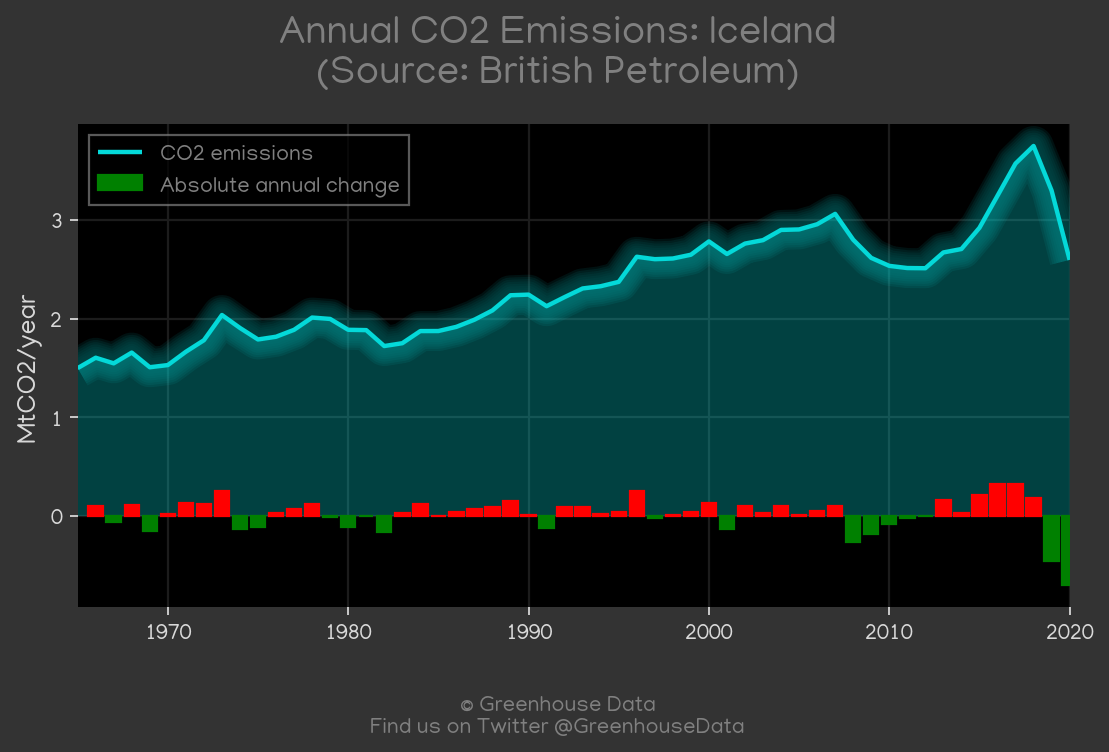 Annual CO2 Emissions: Iceland
(Source: British Petroleum)
CO2 emissions
Absolute annual change
MtCO2/year
3
2
1
0
1970
1980
1990
2000
2010
2020
© Greenhouse Data
Find us on Twitter @GreenhouseData